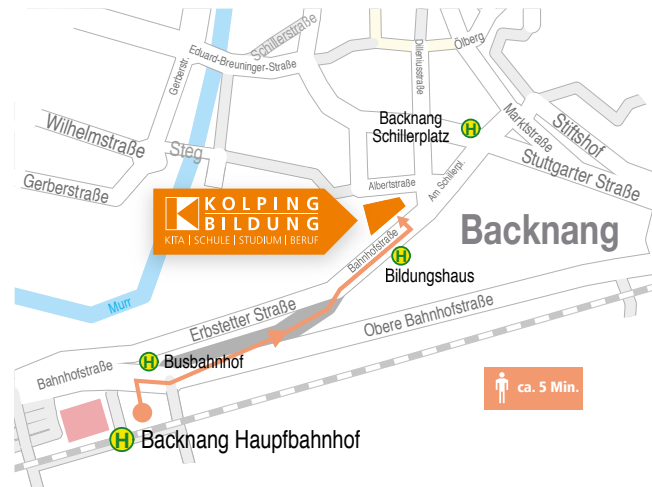 Schillerstraße
Ölberg
Eduard-Breuninger-Straße
Gerberstr.
Dilleniusstraße
Backnang
Schillerplatz
H
Marktstraße
Stiftshof
Wilhelmstraße
Steg
Stuttgarter Straße
Gerberstraße
Albertstraße
Am Schillerpl.
K KOLPING
BILDUNG
KITA | SCHULE | STUDIUM | BERUF
Backnang
Bahnhofstraße
H
Bildungshaus
Murr
Erbstetter Straße
Obere Bahnhofstraße
H Busbahnhof
Bahnhofstraße
ca. 5 Min.
H Backnang Haupfbahnhof